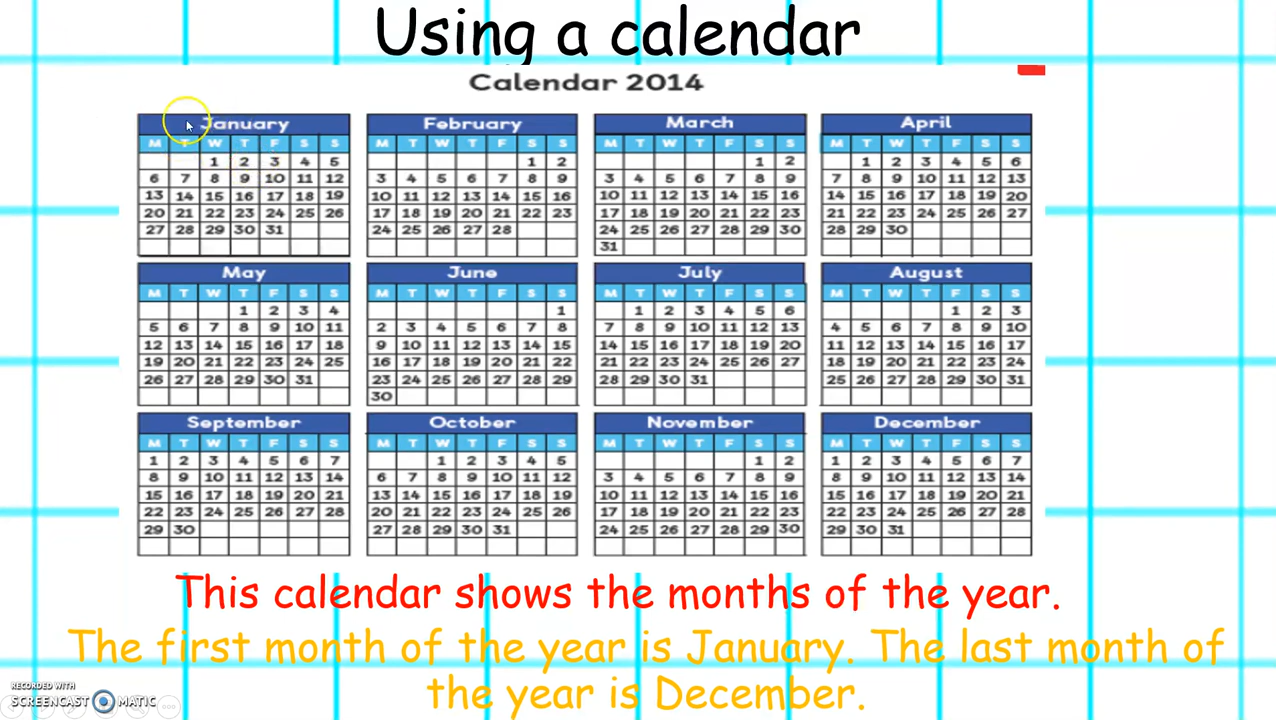 Using a calendar
Calendar 2014
January February March April
M T W T F S S M T W T F S S M T W T F S S M T W T F S S
1 2 3 4 5 1 2 1 2 1 2 3 4 5 6
6 7 8 9 10 11 12 3 4 5 6 7 8 9 3 4 5 6 7 8 9 7 8 9 10 11 12 13
13 14 15 16 17 18 19 10 11 12 13 14 15 16 10 11 12 13 14 15 16 14 15 16 17 18 19 20
20 21 22 23 24 25 26 17 18 19 20 21 22 23 17 18 19 20 21 22 23 21 22 23 24 25 26 27
27 28 29 30 31 24 25 26 27 28 24 25 26 27 28 29 30 28 29 30
31
May June July August
M T W T F S S M T W T F S S M T W T F S S M T W T F S S
1 2 3 4 1 1 2 3 4 5 6 1 2 3
5 6 7 8 9 10 11 2 3 4 5 6 7 8 7 8 9 10 11 12 13 4 5 6 7 8 9 10
12 13 14 15 16 17 18 9 10 11 12 13 14 15 14 15 16 17 18 19 20 11 12 13 14 15 16 17
19 20 21 22 23 24 25 16 17 18 19 20 21 22 21 22 23 24 25 26 27 18 19 20 21 22 23 24
26 27 28 29 30 31 23 24 25 26 27 28 29 28 29 30 31 25 26 27 28 29 30 31
30
September October November December
M T W T F S S M T W T F S S M T W T F S S M T W T F S S
1 2 3 4 5 6 7 1 2 3 4 5 1 2 1 2 3 4 5 6 7
8 9 10 11 12 13 14 6 7 8 9 10 11 12 3 4 5 6 7 8 9 8 9 10 11 12 13 14
15 16 17 18 19 20 21 13 14 15 16 17 18 19 10 11 12 13 14 15 16 15 16 17 18 19 20 21
22 23 24 25 26 27 28 20 21 22 23 24 25 26 17 18 19 20 21 22 23 22 23 24 25 26 27 28
29 30 27 28 29 30 31 24 25 26 27 28 29 30 29 30 31
This calendar shows the months of the year.
The first month of the year is January. The last month of
the year is December.
RECORDED WITH
SCREENCAST MATIC